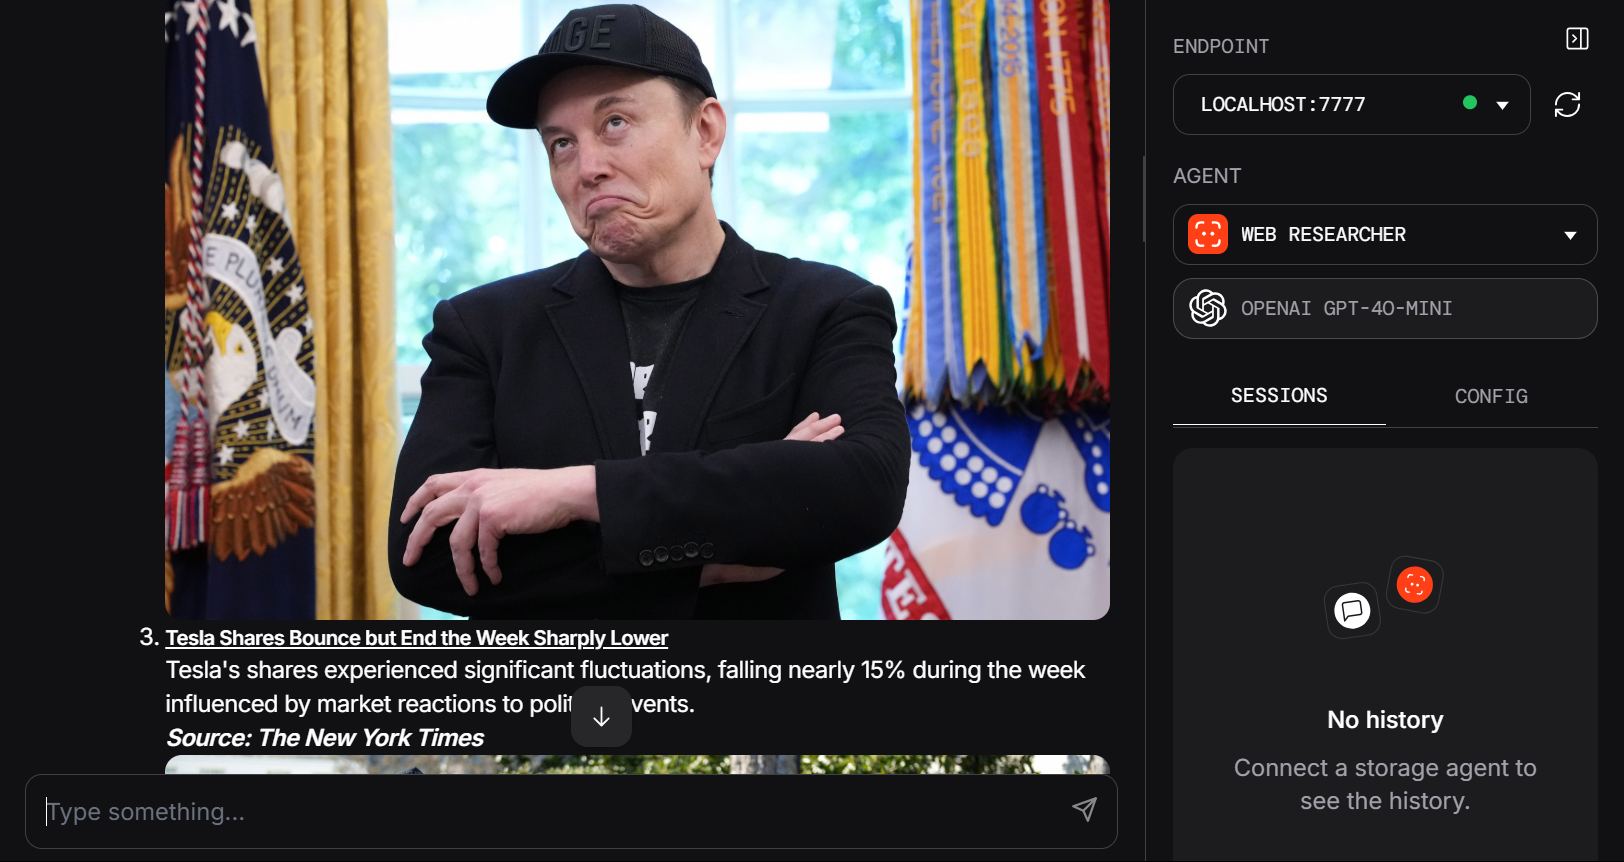 ENDPOINT
LOCALHOST:7777
AGENT
WEB RESEARCHER
OPENAI GPT-4O-MINI
SESSIONS
CONFIG
No history
Connect a storage agent to
see the history.
E PLUR
1775
3. Tesla Shares Bounce but End the Week Sharply Lower
Tesla's shares experienced significant fluctuations, falling nearly 15% during the week
influenced by market reactions to polit vents.
Source: The New York Times
Type something...